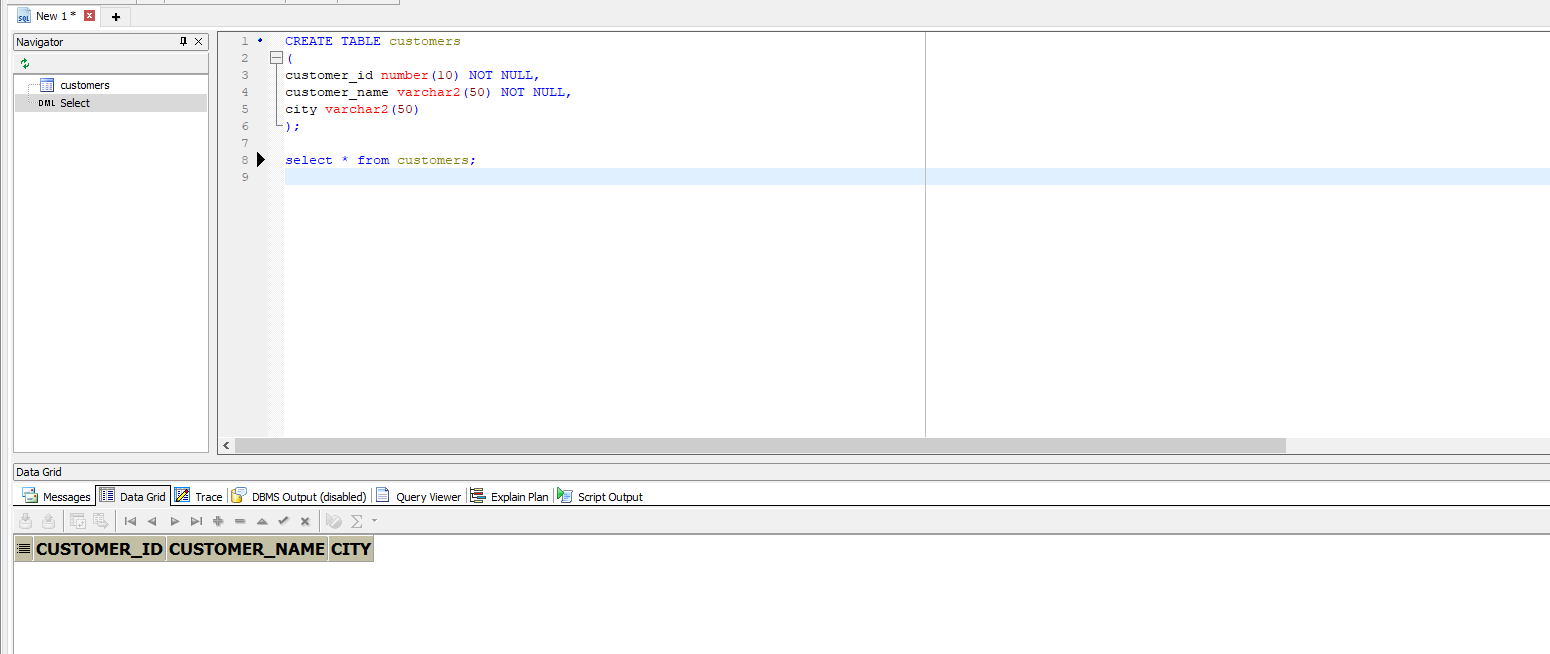 SQL New 1 *
Navigator
customers
DML Select
1 CREATE TABLE customers
2 (
3 customer_id number(10) NOT NULL,
4 customer_name varchar2(50) NOT NULL,
5 city varchar2(50)
6 );
7
8 select * from customers;
9
Data Grid
Messages Data Grid Trace DBMS Output (disabled) Query Viewer Explain Plan Script Output
CUSTOMER_ID CUSTOMER_NAME CITY